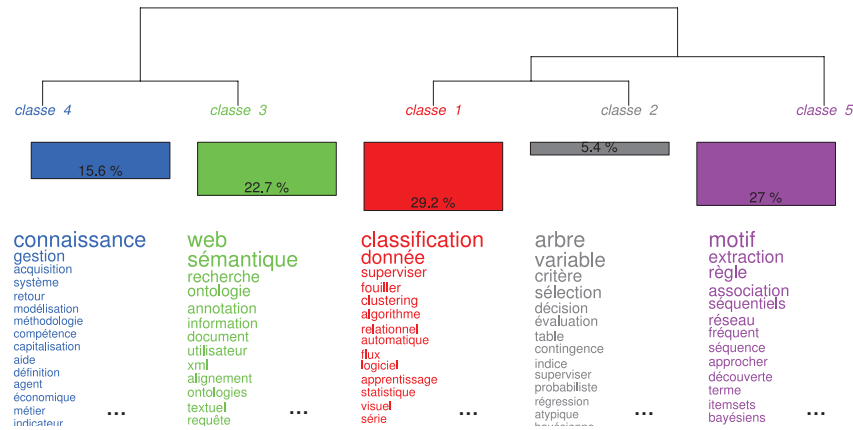 classe 4
classe 3
classe 1
classe 2
classe 5
15.6 %
22.7 %
29.2 %
5.4 %
27 %
connaissance
gestion
acquisition
système
retour
modélisation
méthodologie
compétence
capitalisation
aide
définition
agent
économique
métier
indicateur
...
web
sémantique
recherche
ontologie
annotation
information
document
utilisateur
xml
alignement
ontologies
textuel
requête
...
classification
donnée
superviser
fouiller
clustering
algorithme
relationnel
automatique
flux
logiciel
apprentissage
statistique
visuel
série
...
arbre
variable
critère
sélection
décision
évaluation
table
contingence
indice
superviser
probabiliste
régression
atypique
bayésienne
...
motif
extraction
règle
association
séquentiels
réseau
fréquent
séquence
approcher
découverte
terme
itemsets
bayésiens
...